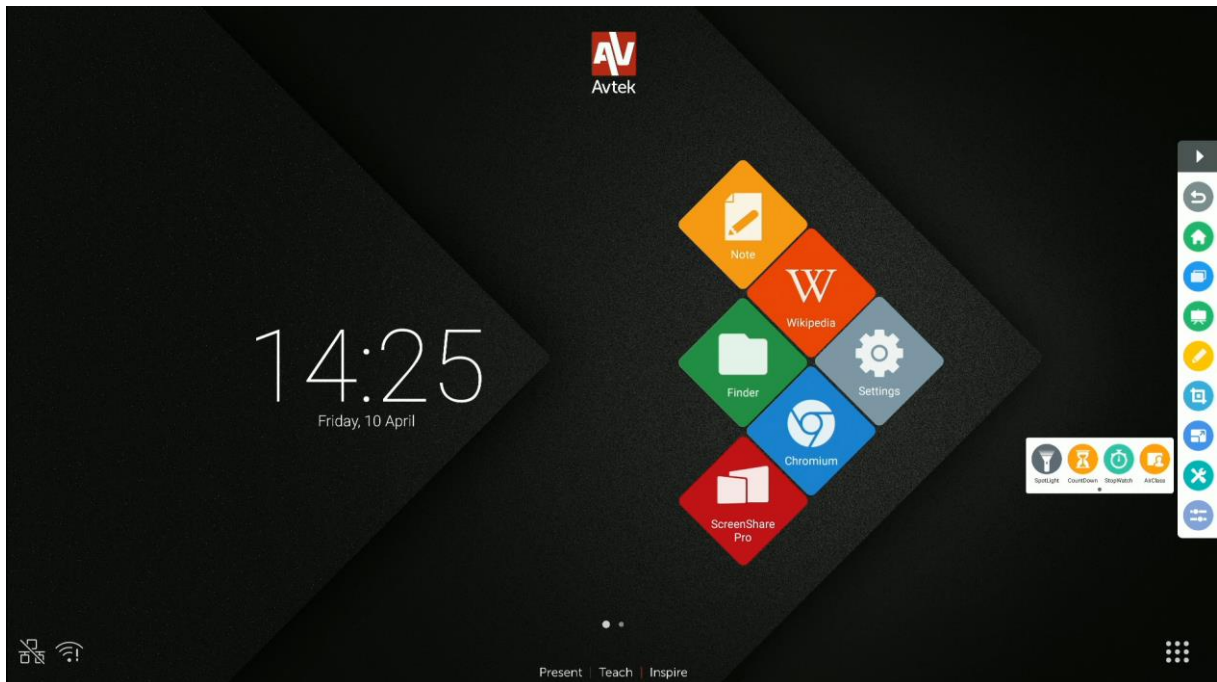 AV
Avtek
Note
W
Wikipedia
14:25
Friday, 10 April
Finder
Settings
Chromium
SpotLight CountDown StopWatch AirClass
ScreenShare
Pro
Present | Teach | Inspire